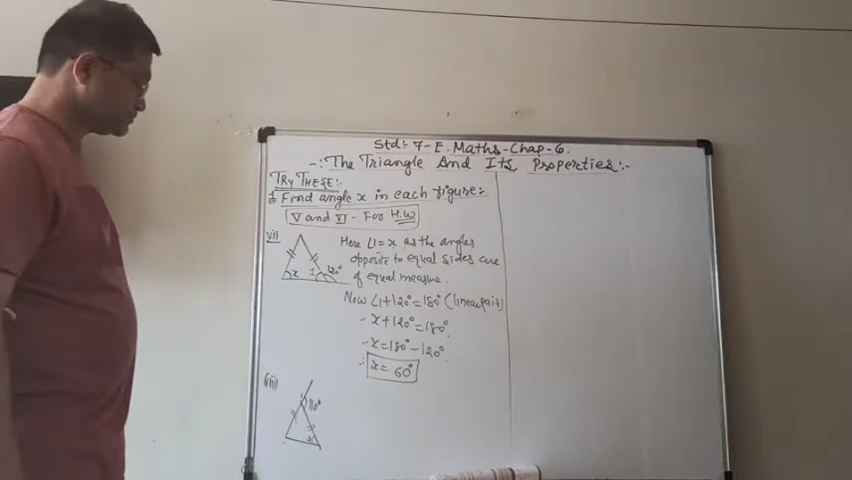 Std:- 7-E. Maths-Chap-6.
-: The Triangle And Its Properties:-
TRY THESE:-
1 Find angle x in each figure:-
V and VI - For H.W
vii)
Here ∠1=x as the angles
opposite to equal sides are
of equal measure.
x 1 120°
Now ∠1+120°=180° (linear pair)
∴ x+120°=180°.
∴ x=180°-120°.
∴ x= 60°
(viii)
110°